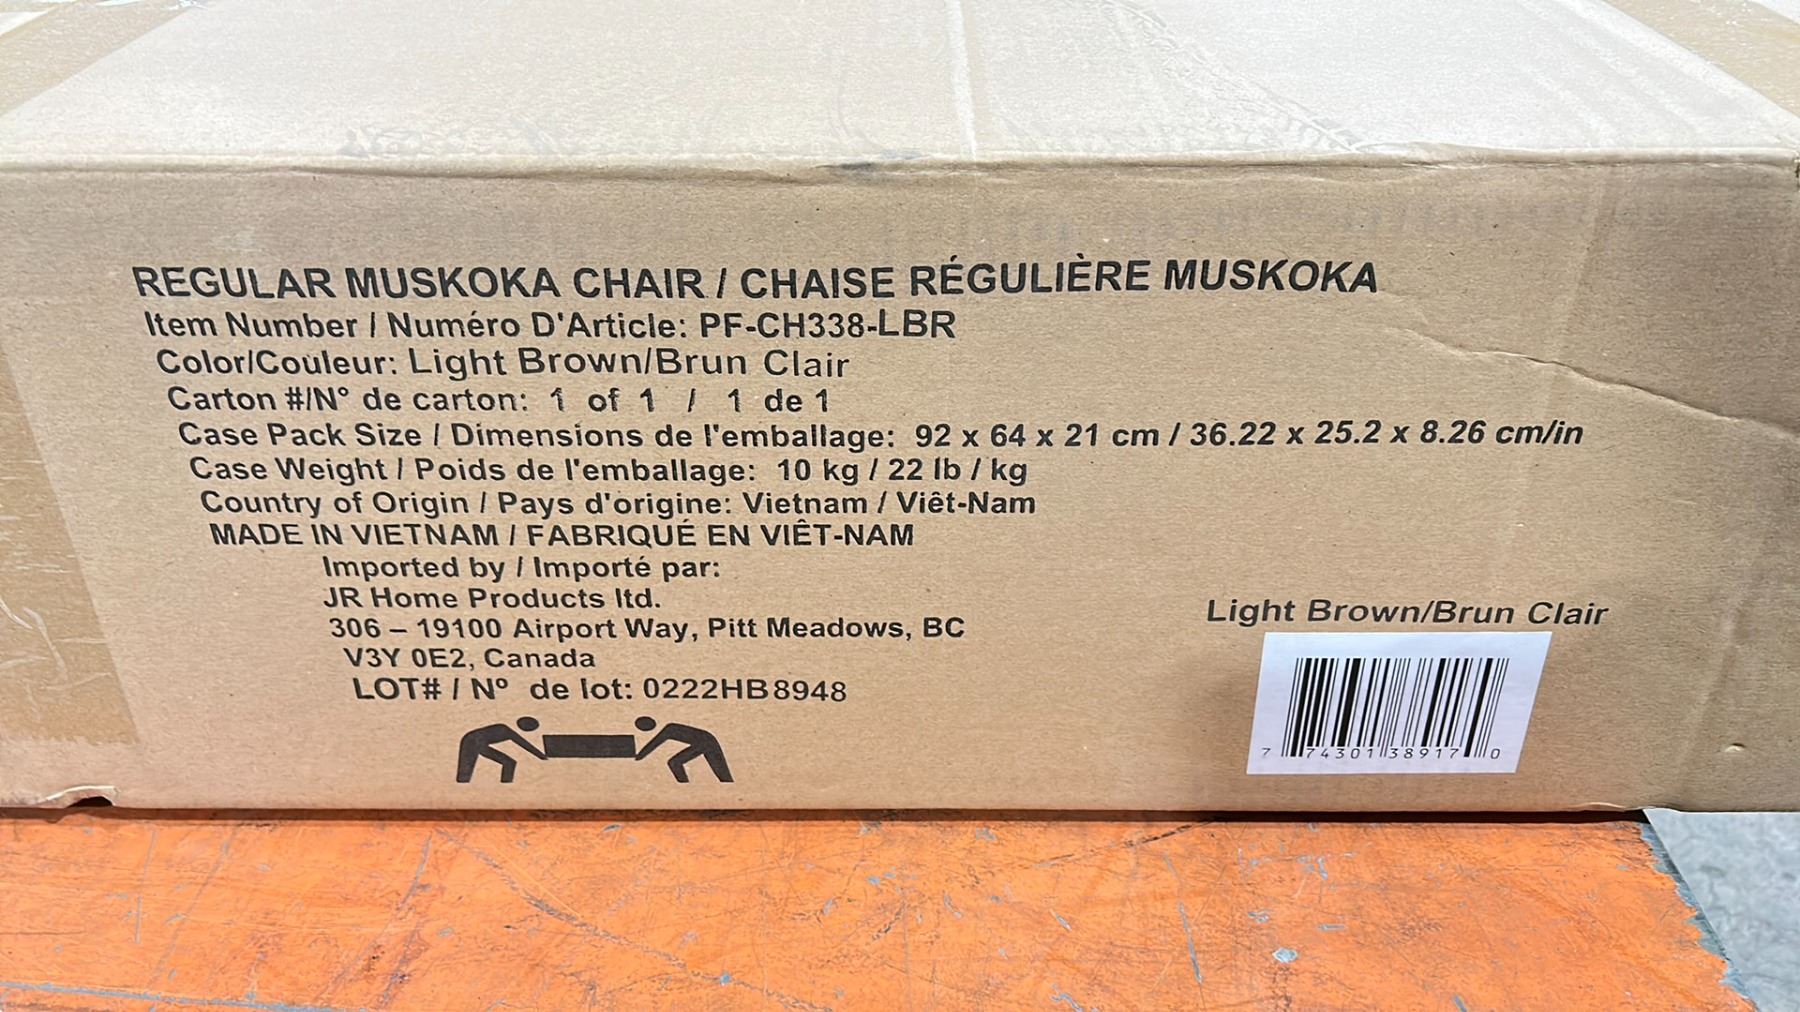 REGULAR MUSKOKA CHAIR / CHAISE RÉGULIÈRE MUSKOKA
Item Number / Numéro D'Article: PF-CH338-LBR
Color/Couleur: Light Brown/Brun Clair
Carton #/N° de carton: 1 of 1 / 1 de 1
Case Pack Size / Dimensions de l'emballage: 92 x 64 x 21 cm / 36.22 x 25.2 x 8.26 cm/in
Case Weight / Poids de l'emballage: 10 kg / 22 lb / kg
Country of Origin / Pays d'origine: Vietnam / Viêt-Nam
MADE IN VIETNAM / FABRIQUÉ EN VIÊT-NAM
Imported by / Importé par:
JR Home Products ltd.
306 – 19100 Airport Way, Pitt Meadows, BC
V3Y 0E2, Canada
LOT# / Nº de lot: 0222HB8948
Light Brown/Brun Clair
7 74301 38917 0